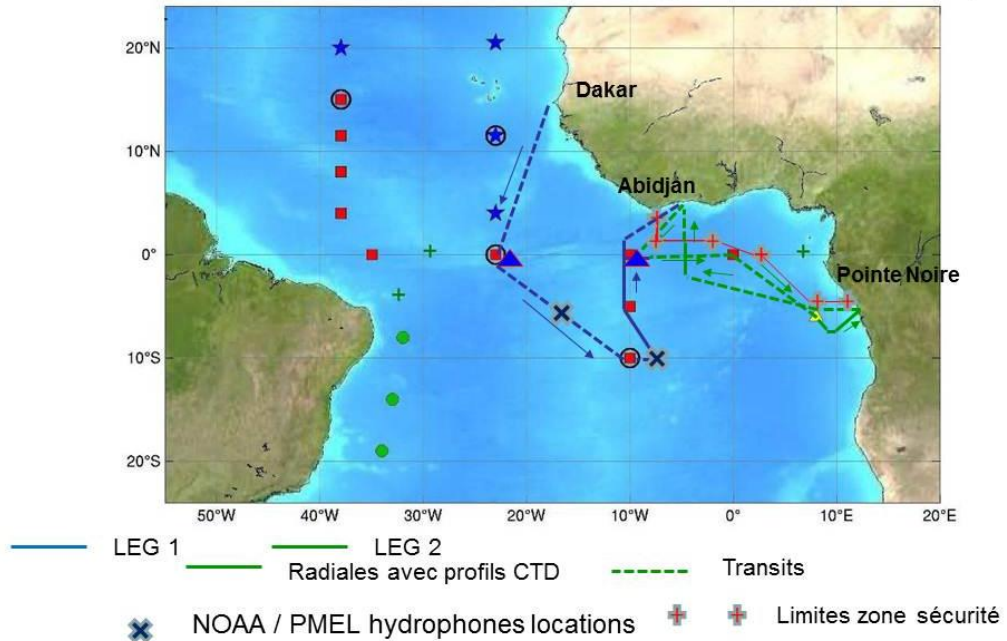 20°N
Dakar
10°N
Abidjan
0°
Pointe Noire
10°S
20°S
50°W 40°W 30°W 20°W 10°W 0° 10°E 20°E
LEG 1 LEG 2
Radiales avec profils CTD Transits
NOAA / PMEL hydrophones locations Limites zone sécurité